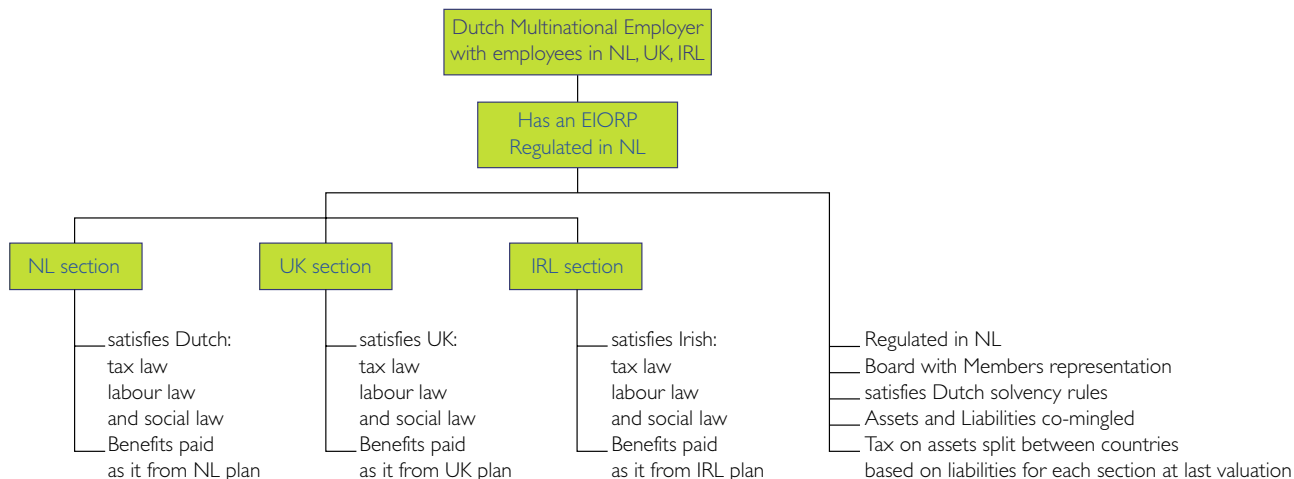 Dutch Multinational Employer
with employees in NL, UK, IRL
Has an EIORP
Regulated in NL
NL section
UK section
IRL section
satisfies Dutch:
tax law
labour law
and social law
Benefits paid
as it from NL plan
satisfies UK:
tax law
labour law
and social law
Benefits paid
as it from UK plan
satisfies Irish:
tax law
labour law
and social law
Benefits paid
as it from IRL plan
Regulated in NL
Board with Members representation
satisfies Dutch solvency rules
Assets and Liabilities co-mingled
Tax on assets split between countries
based on liabilities for each section at last valuation